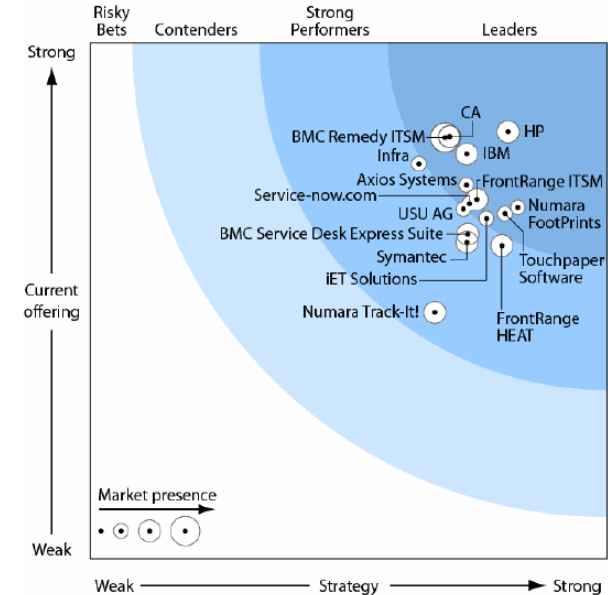 Risky
Bets
Contenders
Strong
Performers
Leaders
Strong
CA
BMC Remedy ITSM
HP
Infra
IBM
Axios Systems
FrontRange ITSM
Service-now.com
USU AG
Numara
FootPrints
BMC Service Desk Express Suite
Symantec
Touchpaper
Software
iET Solutions
Current
offering
Numara Track-It!
FrontRange
HEAT
Market presence
Weak
Weak
Strategy
Strong